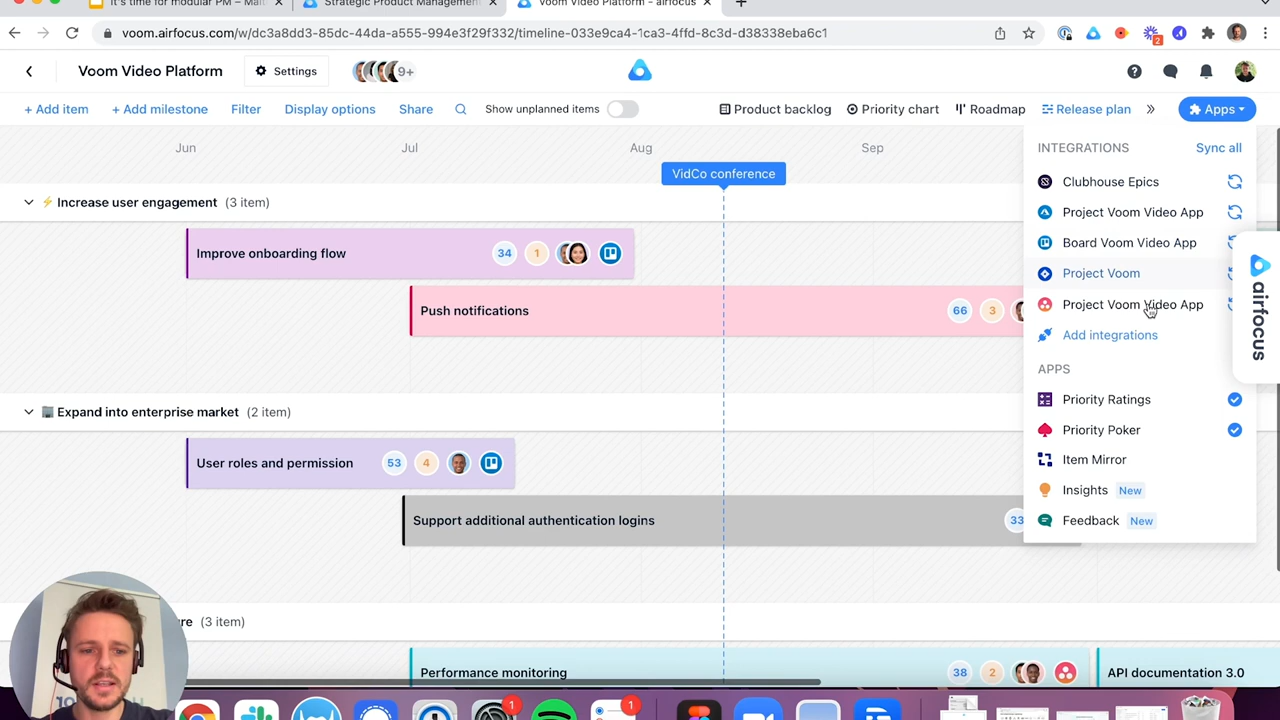 It's time for modular PM –
Strategic Product Management
Voom Video Platform - airfocus
voom.airfocus.com/w/dc3a8dd3-85dc-44da-a555-994e3f29f332/timeline-033e9ca4-1ca3-4ffd-8c3d-d38338eba6c1
2
Voom Video Platform
Settings
9+
+ Add item
+ Add milestone
Filter
Display options
Share
Show unplanned items
Product backlog
Priority chart
Roadmap
Release plan
Apps
Jun
Jul
Aug
Sep
VidCo conference
INTEGRATIONS
Sync all
Clubhouse Epics
Project Voom Video App
Board Voom Video App
Project Voom
Project Voom Video App
Add integrations
APPS
Priority Ratings
Priority Poker
Item Mirror
Insights New
Feedback New
airfocus
Increase user engagement (3 item)
Improve onboarding flow 34 1
Push notifications 66 3
Expand into enterprise market (2 item)
User roles and permission 53 4
Support additional authentication logins 33
(3 item)
Performance monitoring 38 2
API documentation 3.0
1
1